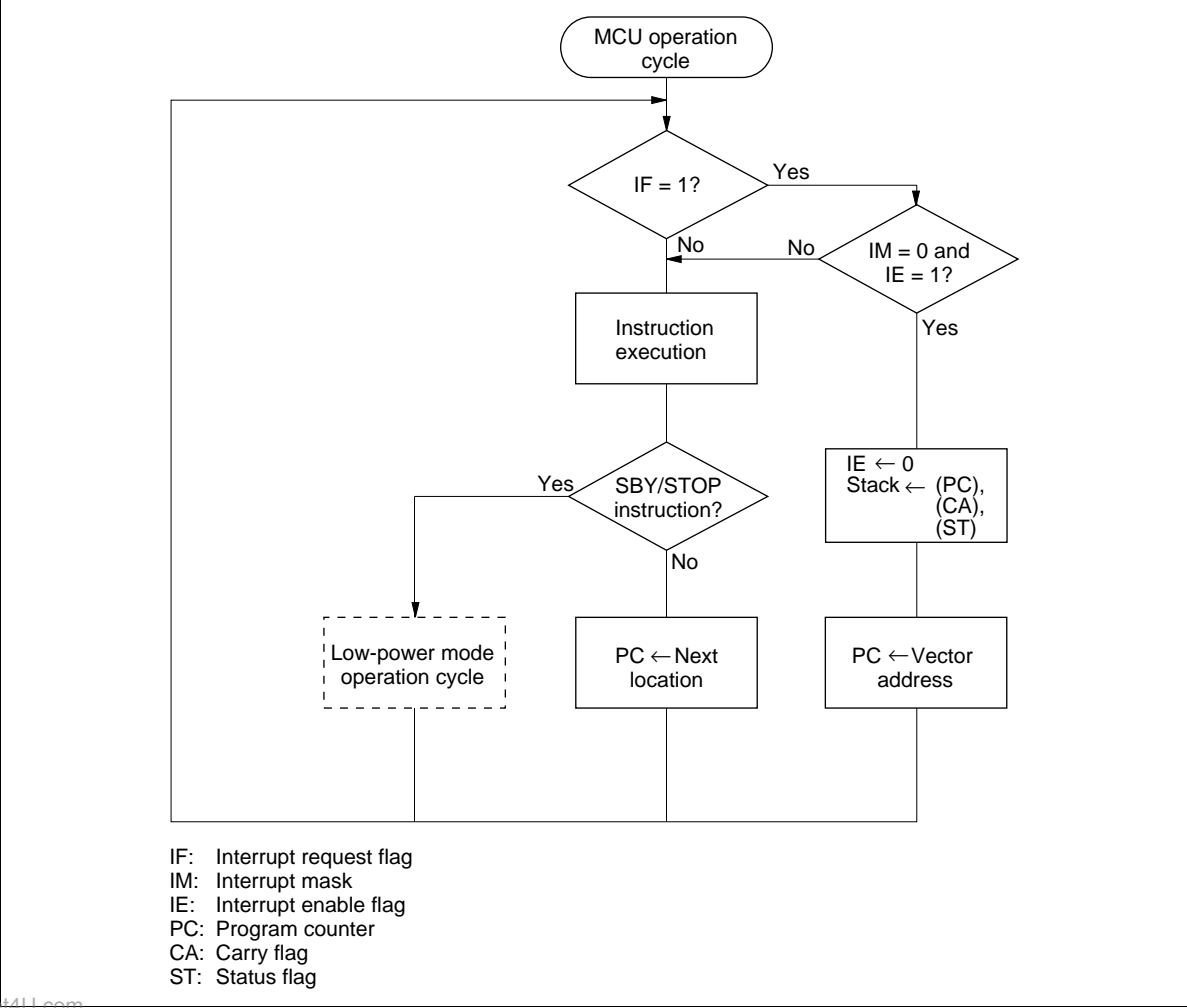 MCU operation
cycle
IF = 1?
Yes
No
No
IM = 0 and
IE = 1?
Yes
Instruction
execution
Yes
SBY/STOP
instruction?
No
IE ← 0
Stack ← (PC),
(CA),
(ST)
Low-power mode
operation cycle
PC ← Next
location
PC ← Vector
address
IF: Interrupt request flag
IM: Interrupt mask
IE: Interrupt enable flag
PC: Program counter
CA: Carry flag
ST: Status flag